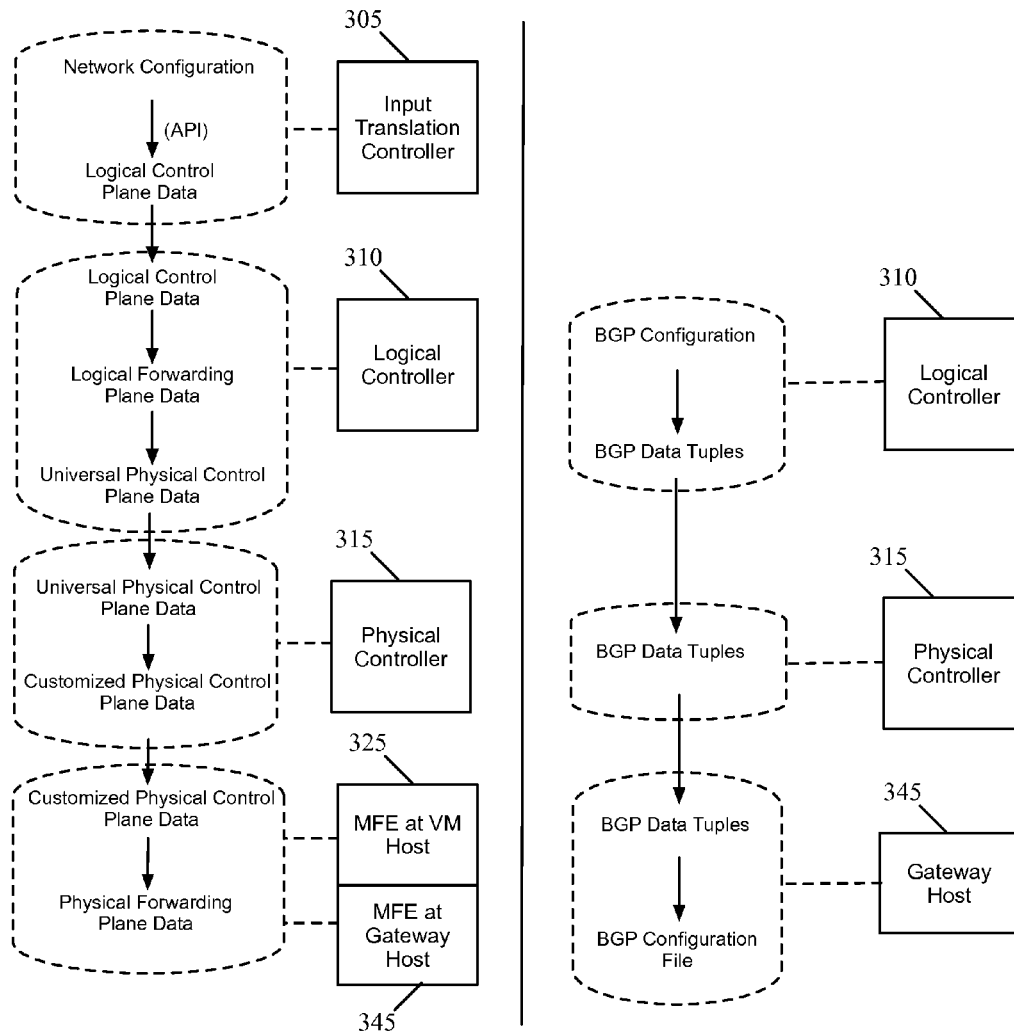 305
Network Configuration
Input
Translation
Controller
(API)
Logical Control
Plane Data
310
Logical Control
Plane Data
Logical
Controller
Logical Forwarding
Plane Data
Universal Physical Control
Plane Data
315
Universal Physical Control
Plane Data
Physical
Controller
Customized Physical Control
Plane Data
325
Customized Physical Control
Plane Data
MFE at VM
Host
Physical Forwarding
Plane Data
MFE at
Gateway
Host
345
310
BGP Configuration
Logical
Controller
BGP Data Tuples
315
BGP Data Tuples
Physical
Controller
345
BGP Data Tuples
Gateway
Host
BGP Configuration
File